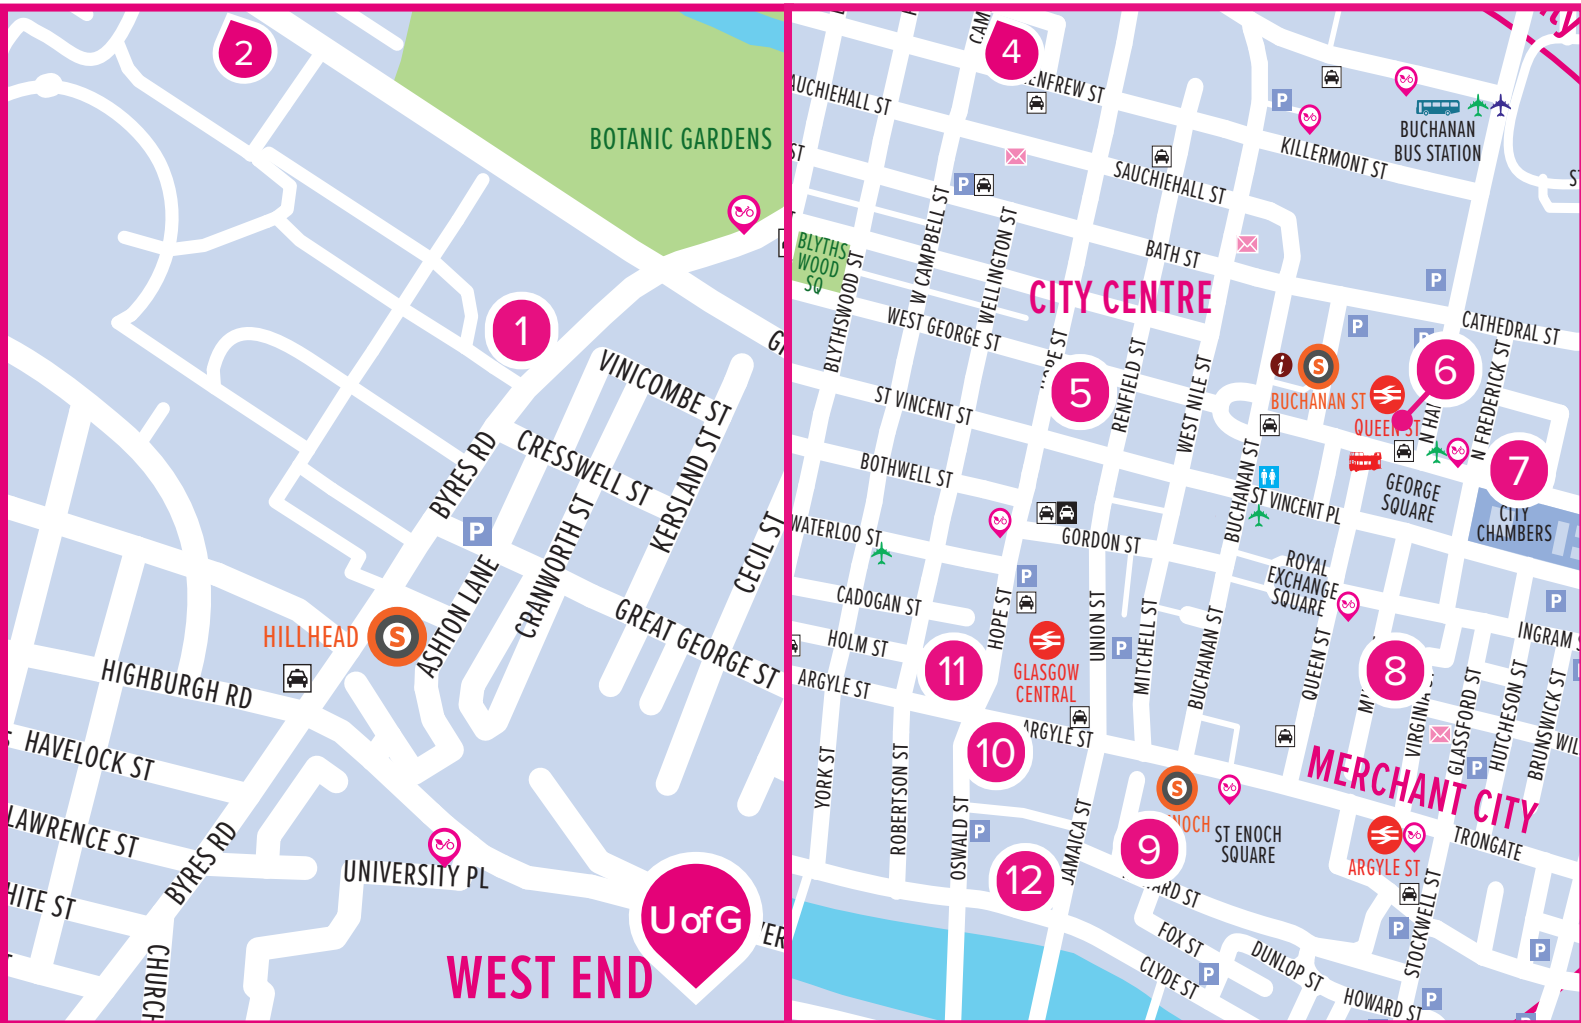 2
BOTANIC GARDENS
1
VINICOMBE ST
CRESSWELL ST
BYRES RD
KERSLAND ST
CECIL ST
P
CRANWORTH ST
ASHTON LANE
GREAT GEORGE ST
HILLHEAD
S
HIGHBURGH RD
HAVELOCK ST
LAWRENCE ST
BYRES RD
UNIVERSITY PL
CHURCH
U of G
WEST END
4
SAUCHIEHALL ST
P
BUCHANAN
BUS STATION
KILLERMONT ST
P
W CAMPBELL ST
WELLINGTON ST
BATH ST
BLYTHS
WOOD
SQ
BLYTHSWOOD ST
CITY CENTRE
P
P
P
CATHEDRAL ST
WEST GEORGE ST
5
RENFIELD ST
WEST NILE ST
i
S
BUCHANAN ST
6
QUEEN ST
N FREDERICK ST
ST VINCENT ST
7
BOTHWELL ST
BUCHANAN ST
ST VINCENT PL
GEORGE
SQUARE
CITY
CHAMBERS
WATERLOO ST
GORDON ST
ROYAL
EXCHANGE
SQUARE
P
CADOGAN ST
HOPE ST
UNION ST
MITCHELL ST
BUCHANAN ST
QUEEN ST
P
INGRAM
HOLM ST
11
GLASGOW
CENTRAL
P
8
ARGYLE ST
GLASSFORD ST
HUTCHESON ST
BRUNSWICK ST
10
ARGYLE ST
YORK ST
ROBERTSON ST
S
MERCHANT CITY
P
OSWALD ST
P
JAMAICA ST
9
ST ENOCH
SQUARE
ARGYLE ST
TRONGATE
12
STOCKWELL ST
P
FOX ST
CLYDE ST
P
DUNLOP ST
P
HOWARD ST
P